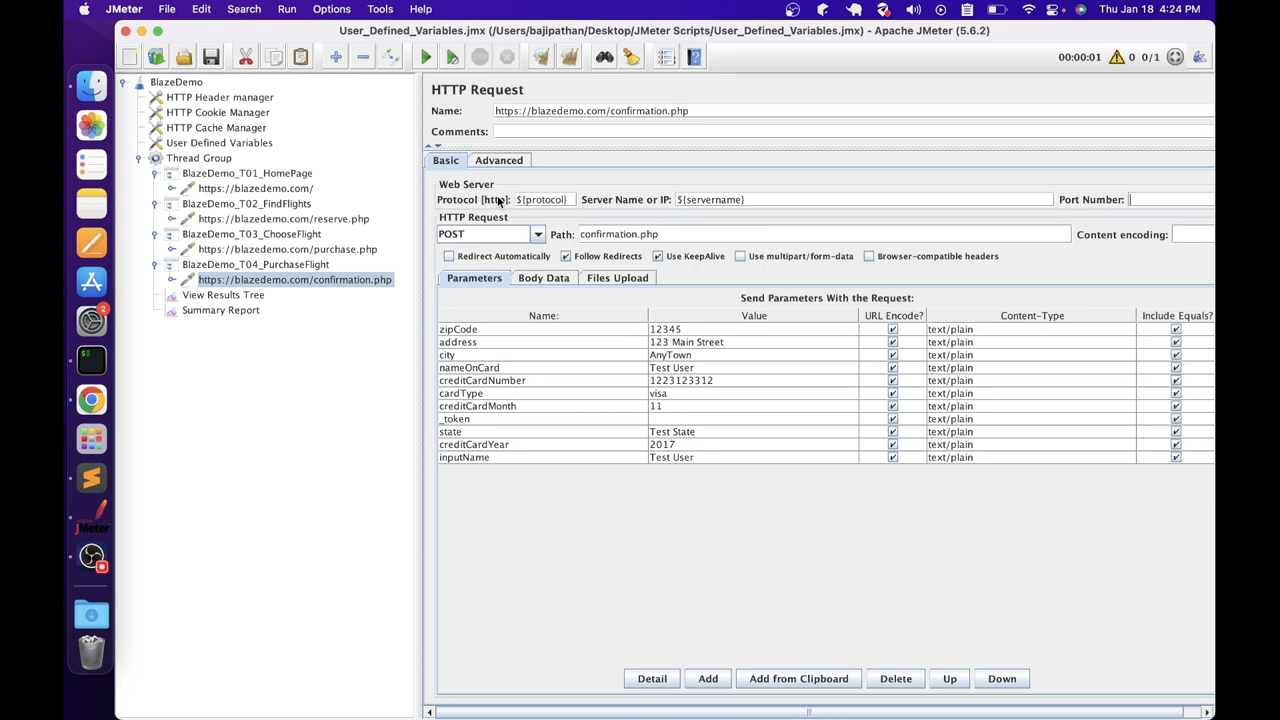 JMeter File Edit Search Run Options Tools Help Thu Jan 18 4:24 PM
User_Defined_Variables.jmx (/Users/bajipathan/Desktop/JMeter Scripts/User_Defined_Variables.jmx) - Apache JMeter (5.6.2)
00:00:01 0 0/1
BlazeDemo
HTTP Header manager
HTTP Cookie Manager
HTTP Cache Manager
User Defined Variables
Thread Group
BlazeDemo_T01_HomePage
https://blazedemo.com/
BlazeDemo_T02_FindFlights
https://blazedemo.com/reserve.php
BlazeDemo_T03_ChooseFlight
https://blazedemo.com/purchase.php
BlazeDemo_T04_PurchaseFlight
https://blazedemo.com/confirmation.php
View Results Tree
Summary Report
HTTP Request
Name: https://blazedemo.com/confirmation.php
Comments:
Basic Advanced
Web Server
Protocol [http]: ${protocol} Server Name or IP: ${servername} Port Number:
HTTP Request
POST Path: confirmation.php Content encoding:
Redirect Automatically Follow Redirects Use KeepAlive Use multipart/form-data Browser-compatible headers
Parameters Body Data Files Upload
Send Parameters With the Request:
Name: Value URL Encode? Content-Type Include Equals?
zipCode 12345 text/plain
address 123 Main Street text/plain
city AnyTown text/plain
nameOnCard Test User text/plain
creditCardNumber 1223123312 text/plain
cardType visa text/plain
creditCardMonth 11 text/plain
_token text/plain
state Test State text/plain
creditCardYear 2017 text/plain
inputName Test User text/plain
Detail Add Add from Clipboard Delete Up Down
2
JMeter